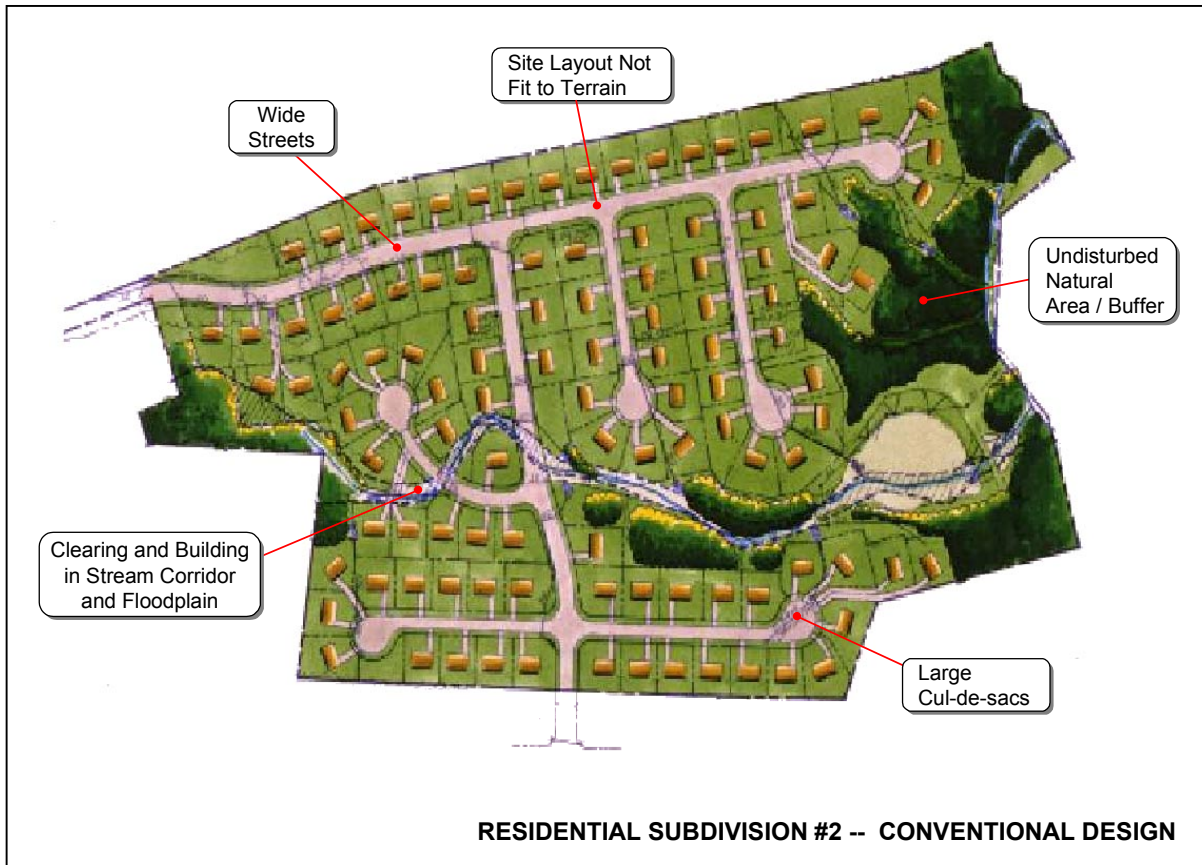 Site Layout Not
Fit to Terrain
Wide
Streets
Undisturbed
Natural
Area / Buffer
Clearing and Building
in Stream Corridor
and Floodplain
Large
Cul-de-sacs
RESIDENTIAL SUBDIVISION #2 -- CONVENTIONAL DESIGN